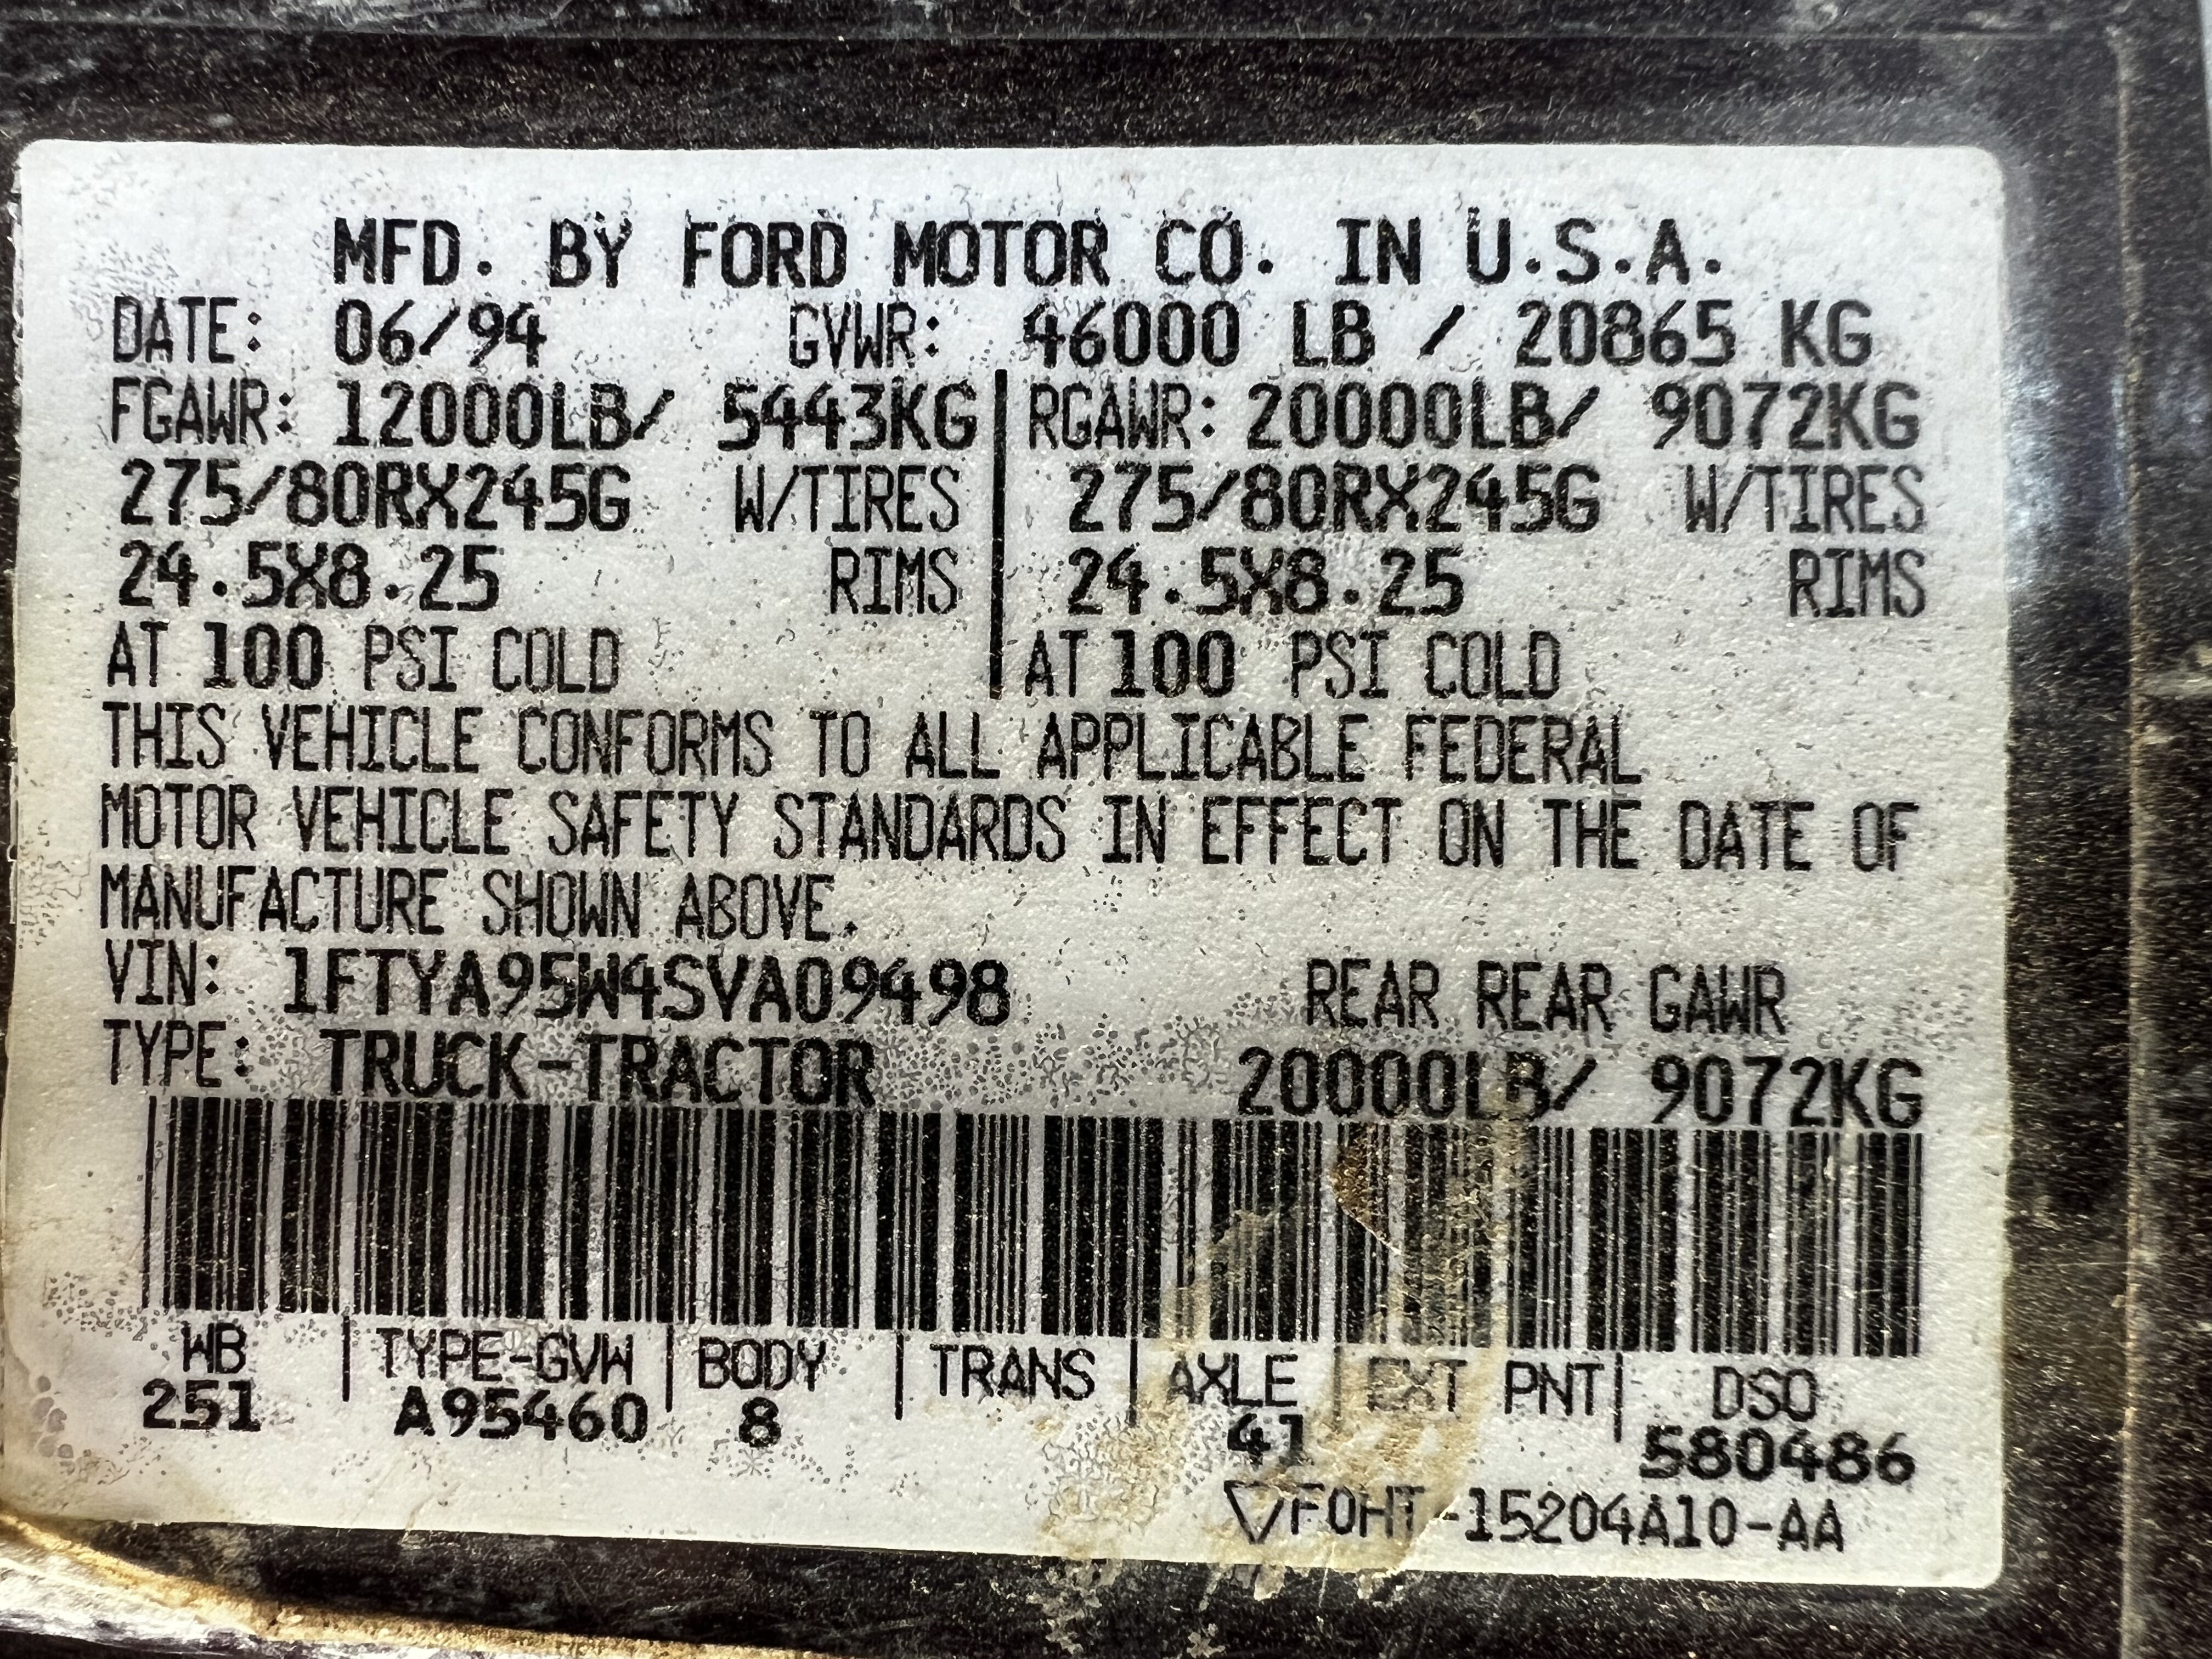 MFD. BY FORD MOTOR CO. IN U.S.A.
DATE: 06/94 GVWR: 46000 LB / 20865 KG
FGAWR: 12000LB/ 5443KG RGAWR: 20000LB/ 9072KG
275/80RX245G W/TIRES 275/80RX245G W/TIRES
24.5X8.25 RIMS 24.5X8.25 RIMS
AT 100 PSI COLD AT 100 PSI COLD
THIS VEHICLE CONFORMS TO ALL APPLICABLE FEDERAL
MOTOR VEHICLE SAFETY STANDARDS IN EFFECT ON THE DATE OF
MANUFACTURE SHOWN ABOVE.
VIN: 1FTYA95W4SVA09498 REAR REAR GAWR
TYPE: TRUCK-TRACTOR 20000LB/ 9072KG
WB TYPE-GVW BODY TRANS AXLE EXT PNT DSO
251 A95460 8 41 580486
▽F0HT-15204A10-AA